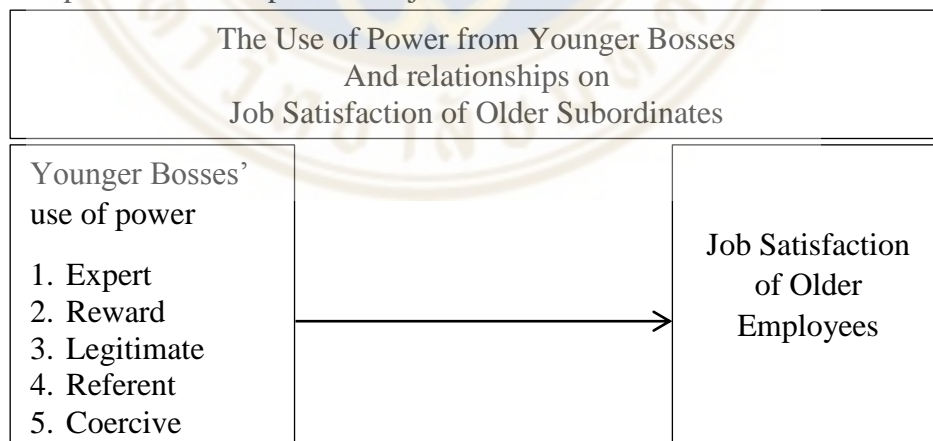 The Use of Power from Younger Bosses
And relationships on
Job Satisfaction of Older Subordinates
Younger Bosses’
use of power
1. Expert
2. Reward
3. Legitimate
4. Referent
5. Coercive
Job Satisfaction
of Older
Employees